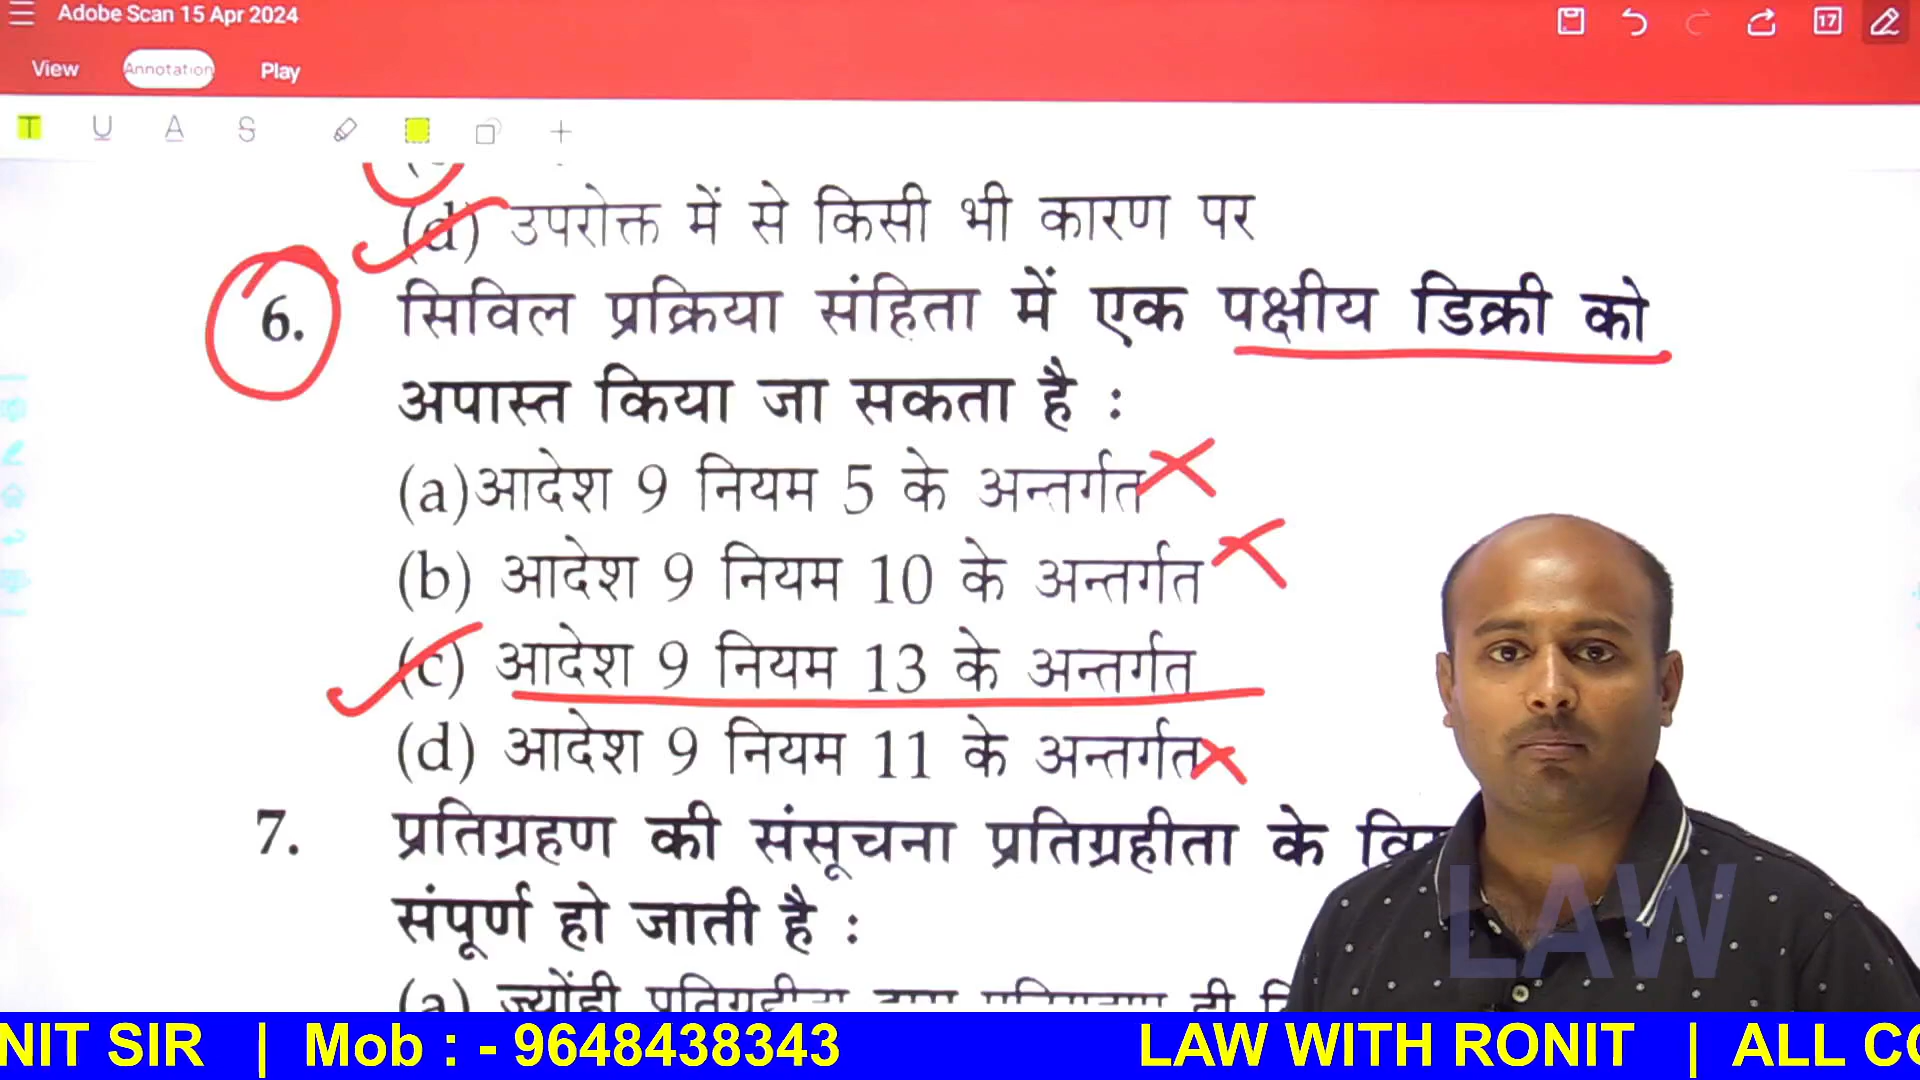 Adobe Scan 15 Apr 2024
17
View Annotation Play
T U A S
(d) उपरोक्त में से किसी भी कारण पर
6. सिविल प्रक्रिया संहिता में एक पक्षीय डिक्री को
अपास्त किया जा सकता है :
(a)आदेश 9 नियम 5 के अन्तर्गत
(b) आदेश 9 नियम 10 के अन्तर्गत
(c) आदेश 9 नियम 13 के अन्तर्गत
(d) आदेश 9 नियम 11 के अन्तर्गत
7. प्रतिग्रहण की संसूचना प्रतिग्रहीता के
संपूर्ण हो जाती है :
(a) ज्योंही
LAW
NIT SIR | Mob : - 9648438343 LAW WITH RONIT | ALL CO